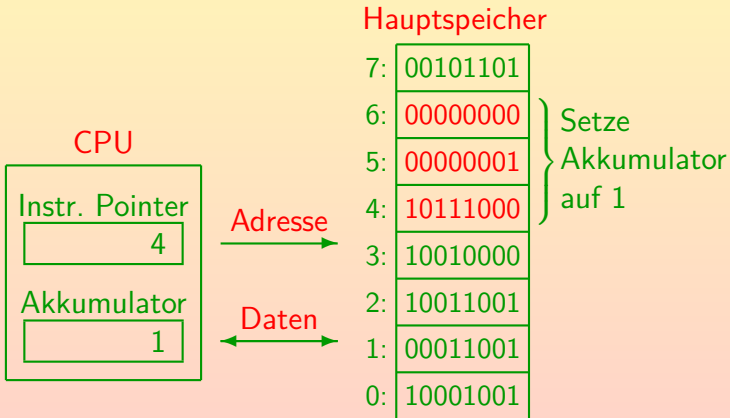 Hauptspeicher
7: 00101101
6: 00000000
5: 00000001
4: 10111000
3: 10010000
2: 10011001
1: 00011001
0: 10001001
Setze
Akkumulator
auf 1
CPU
Instr. Pointer
4
Akkumulator
1
Adresse
Daten